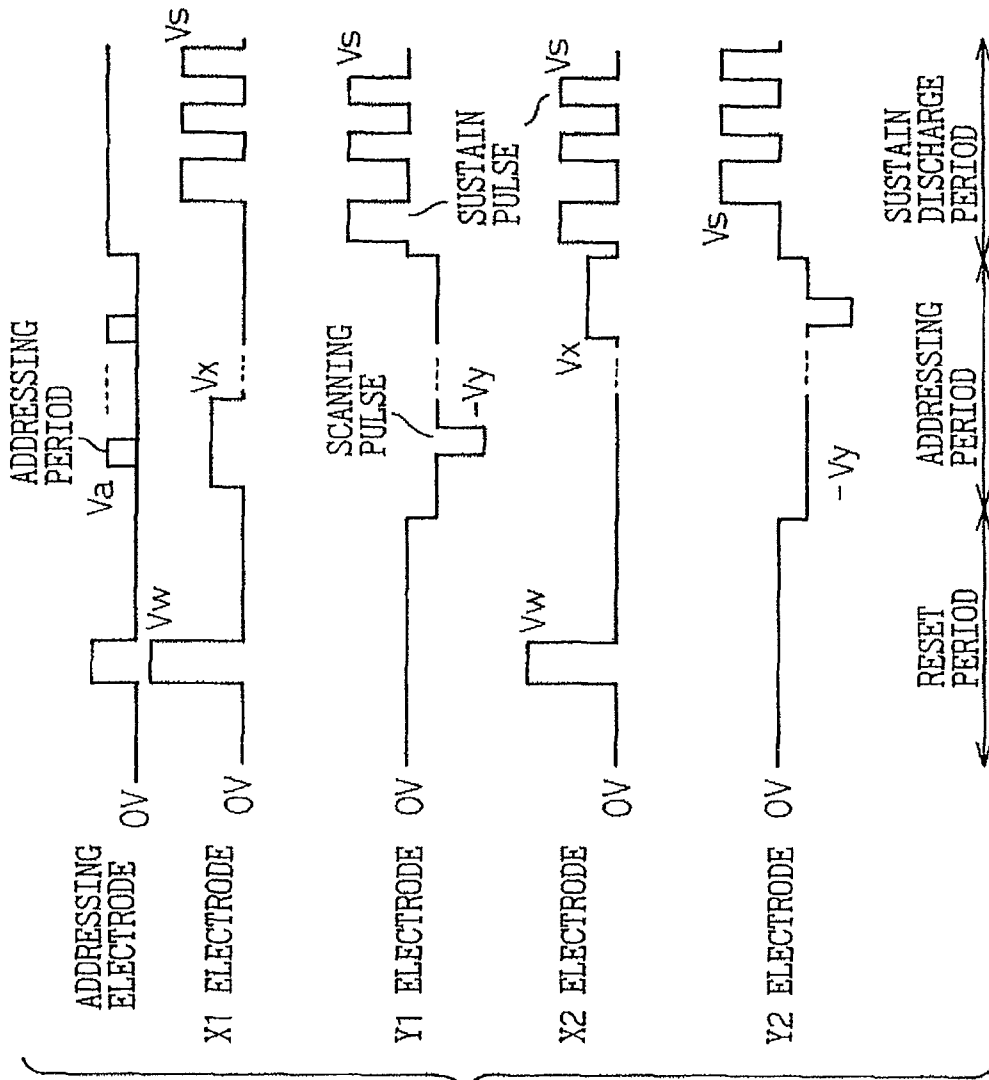 ADDRESSING
ELECTRODE
0V
Va
ADDRESSING
PERIOD
X1 ELECTRODE
0V
Vw
Vx
Vs
Y1 ELECTRODE
0V
SCANNING
PULSE
-Vy
SUSTAIN
PULSE
Vs
X2 ELECTRODE
0V
Vw
Vx
Vs
Y2 ELECTRODE
0V
-Vy
Vs
RESET
PERIOD
ADDRESSING
PERIOD
SUSTAIN
DISCHARGE
PERIOD